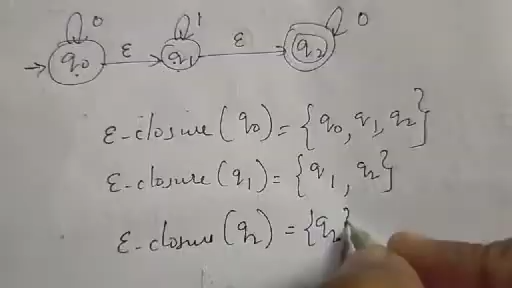 0 1 0
→ q0 ε q1 ε q2
ε-closure(q0) = {q0, q1, q2}
ε-closure(q1) = {q1, q2}
ε-closure(q2) = {q2}